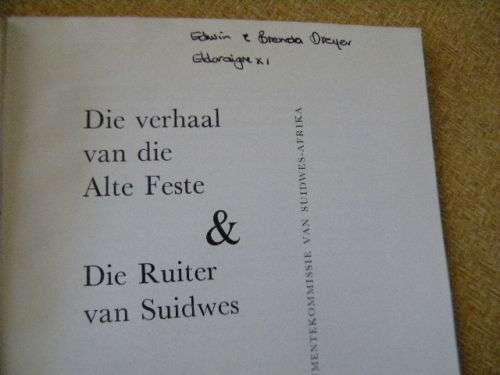 Edwin & Brenda Dreyer
Eldoraigne x1
Die verhaal
van die
Alte Feste
&
Die Ruiter
van Suidwes
MENTEKOMMISSIE VAN SUIDWES-AFRIKA